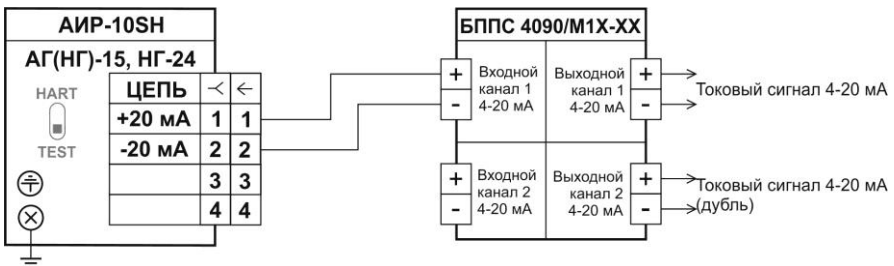 АИР-10SH
АГ(НГ)-15, НГ-24
HART
TEST
ЦЕПЬ
+20 мА 1 1
-20 мА 2 2
3 3
4 4
БППС 4090/М1Х-ХХ
+
-
Входной
канал 1
4-20 мА
Выходной
канал 1
4-20 мА
+
-
Токовый сигнал 4-20 мА
+
-
Входной
канал 2
4-20 мА
Выходной
канал 2
4-20 мА
+
-
Токовый сигнал 4-20 мА
(дубль)